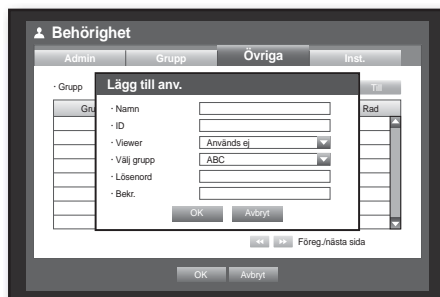 Behörighet
Admin Grupp Övriga Inst.
· Grupp Till
Lägg till anv.
Gru Rad
· Namn
· ID
· Viewer Används ej
· Välj grupp ABC
· Lösenord
· Bekr.
OK Avbryt
Föreg./nästa sida
OK Avbryt